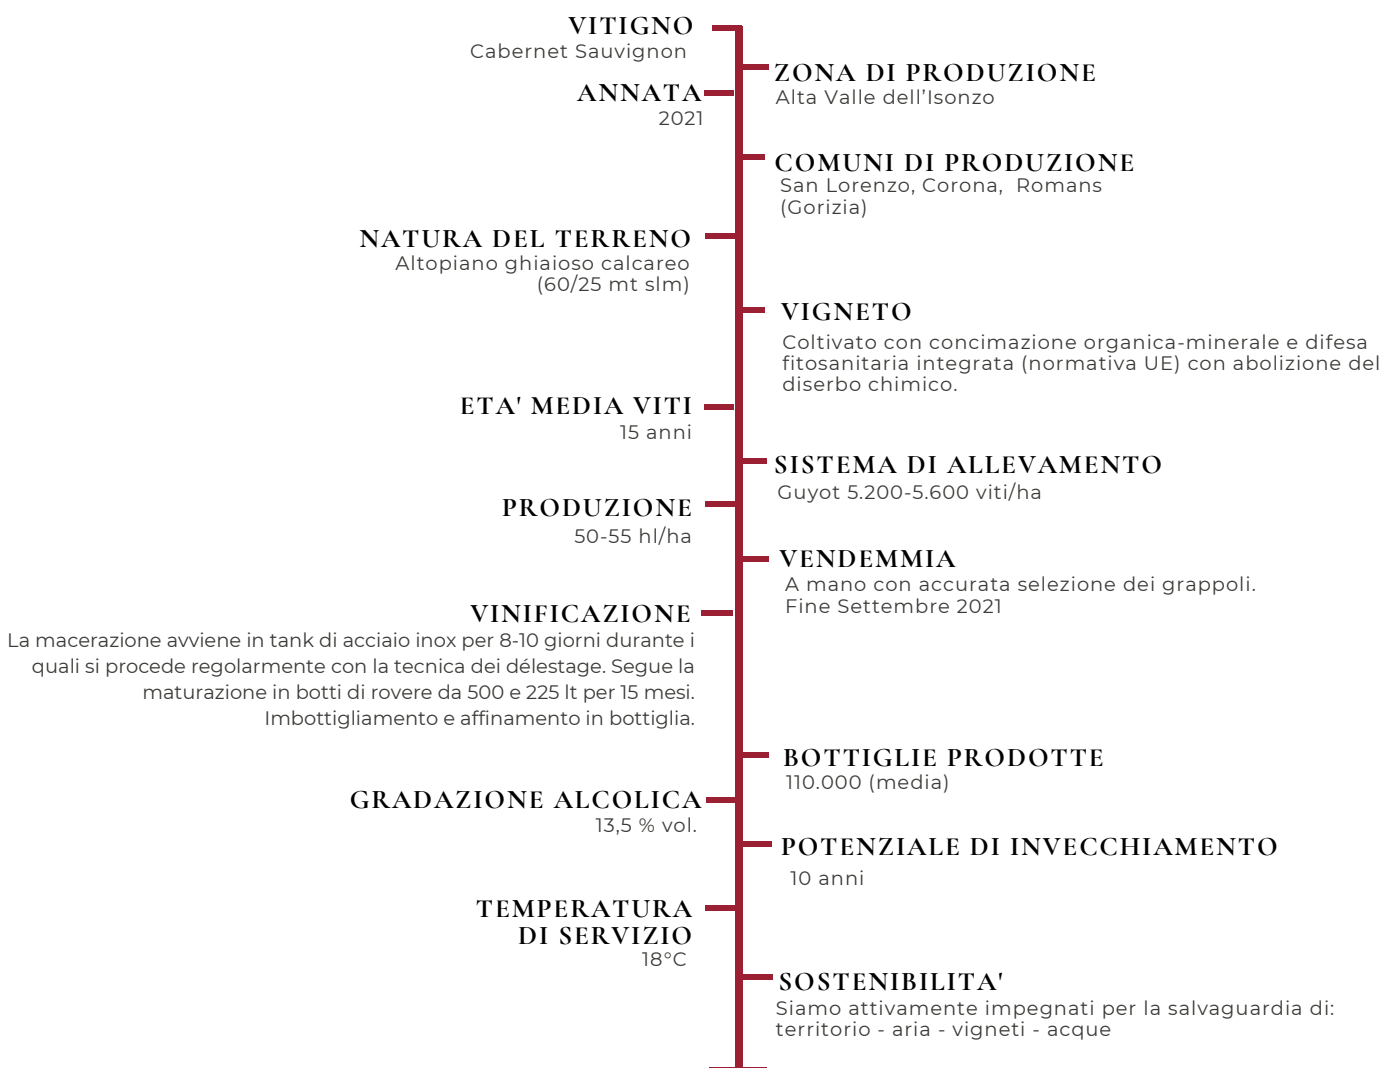 VITIGNO
Cabernet Sauvignon
ZONA DI PRODUZIONE
Alta Valle dell'Isonzo
ANNATA
2021
COMUNI DI PRODUZIONE
San Lorenzo, Corona,  Romans
(Gorizia)
NATURA DEL TERRENO
Altopiano ghiaioso calcareo
(60/25 mt slm)
VIGNETO
Coltivato con concimazione organica-minerale e difesa
fitosanitaria integrata (normativa UE) con abolizione del
diserbo chimico.
ETA' MEDIA VITI
15 anni
SISTEMA DI ALLEVAMENTO
Guyot 5.200-5.600 viti/ha
PRODUZIONE
50-55 hl/ha
VENDEMMIA
A mano con accurata selezione dei grappoli.
Fine Settembre 2021
VINIFICAZIONE
La macerazione avviene in tank di acciaio inox per 8-10 giorni durante i
quali si procede regolarmente con la tecnica dei délestage. Segue la
maturazione in botti di rovere da 500 e 225 lt per 15 mesi.
Imbottigliamento e affinamento in bottiglia.
BOTTIGLIE PRODOTTE
110.000 (media)
GRADAZIONE ALCOLICA
13,5 % vol.
POTENZIALE DI INVECCHIAMENTO
10 anni
TEMPERATURA
DI SERVIZIO
18°C
SOSTENIBILITA'
Siamo attivamente impegnati per la salvaguardia di:
territorio - aria - vigneti - acque